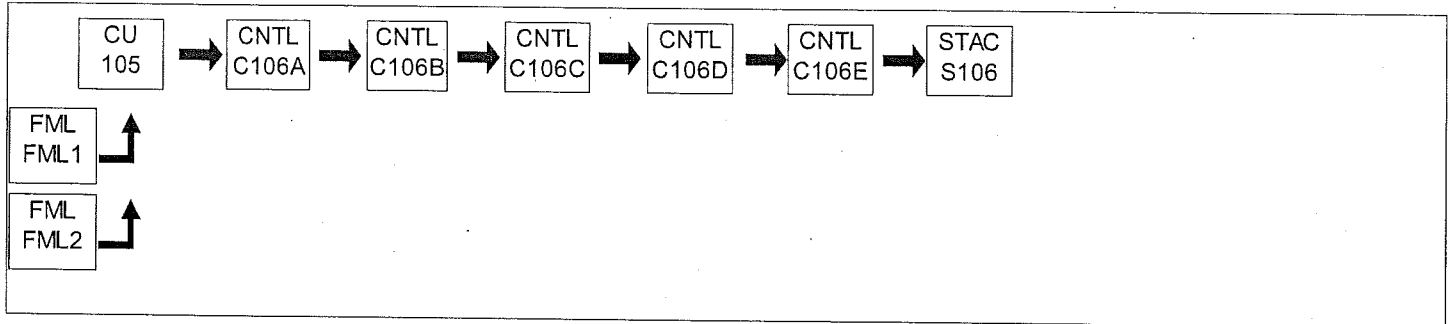 CU
105
CNTL
C106A
CNTL
C106B
CNTL
C106C
CNTL
C106D
CNTL
C106E
STAC
S106
FML
FML1
FML
FML2